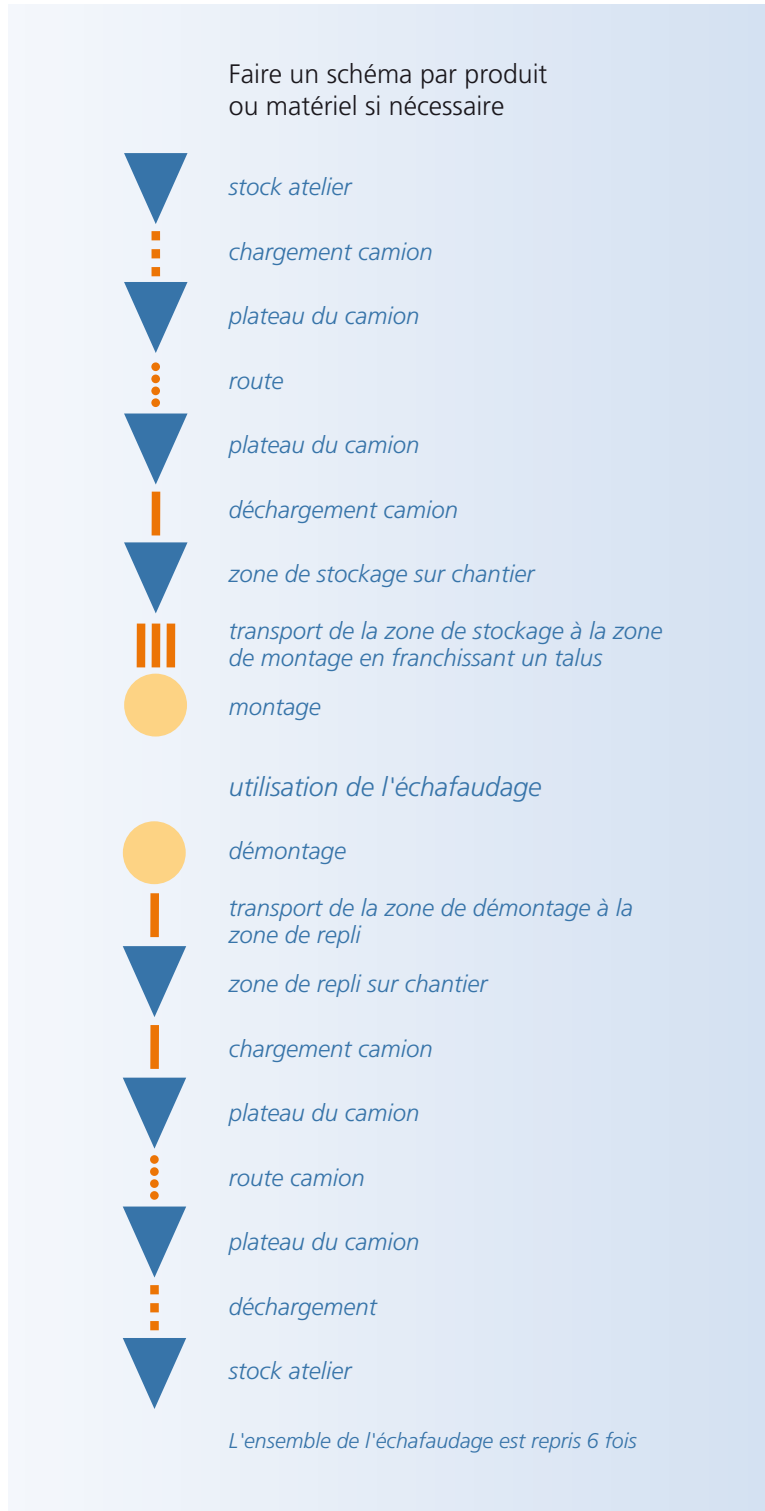 Faire un schéma par produit
ou matériel si nécessaire
stock atelier
chargement camion
plateau du camion
route
plateau du camion
déchargement camion
zone de stockage sur chantier
transport de la zone de stockage à la zone
de montage en franchissant un talus
montage
utilisation de l'échafaudage
démontage
transport de la zone de démontage à la
zone de repli
zone de repli sur chantier
chargement camion
plateau du camion
route camion
plateau du camion
déchargement
stock atelier
L'ensemble de l'échafaudage est repris 6 fois